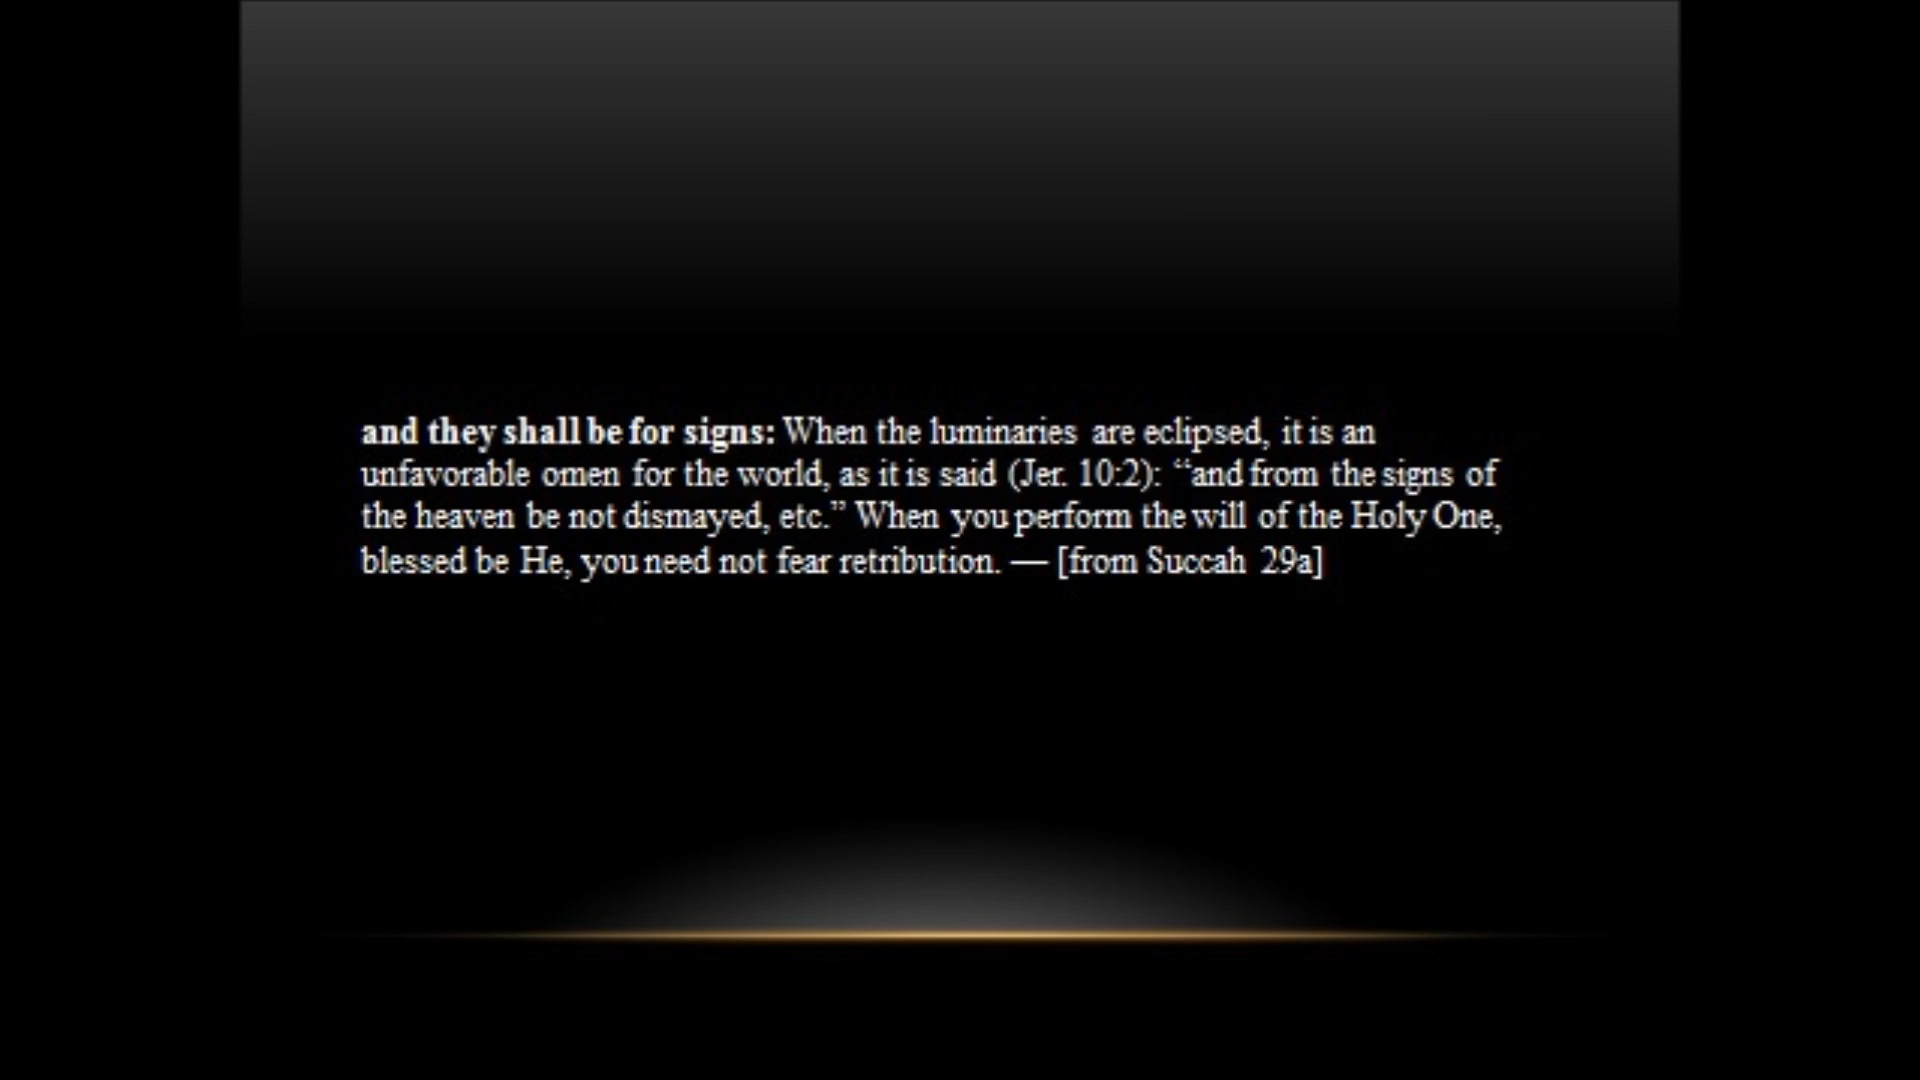 and they shall be for signs: When the luminaries are eclipsed, it is an
unfavorable omen for the world, as it is said (Jer. 10:2): “and from the signs of
the heaven be not dismayed, etc.” When you perform the will of the Holy One,
blessed be He, you need not fear retribution. — [from Succah 29a]